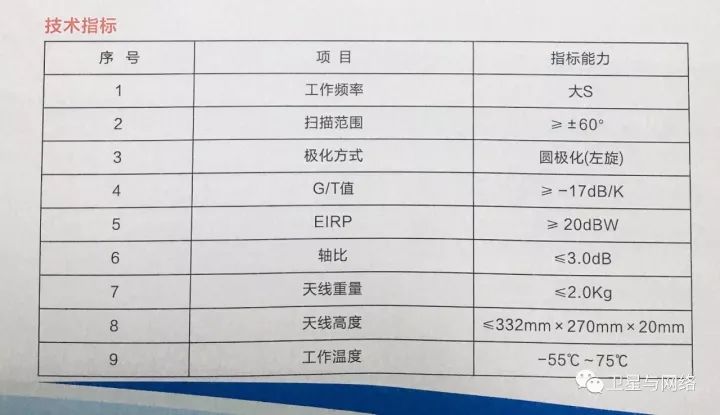 技术指标
序 号 项 目 指标能力
1 工作频率 大S
2 扫描范围 ≥ ±60°
3 极化方式 圆极化(左旋)
4 G/T值 ≥ −17dB/K
5 EIRP ≥ 20dBW
6 轴比 ≤3.0dB
7 天线重量 ≤2.0Kg
8 天线高度 ≤332mm×270mm×20mm
9 工作温度 −55℃~75℃
卫星与网络